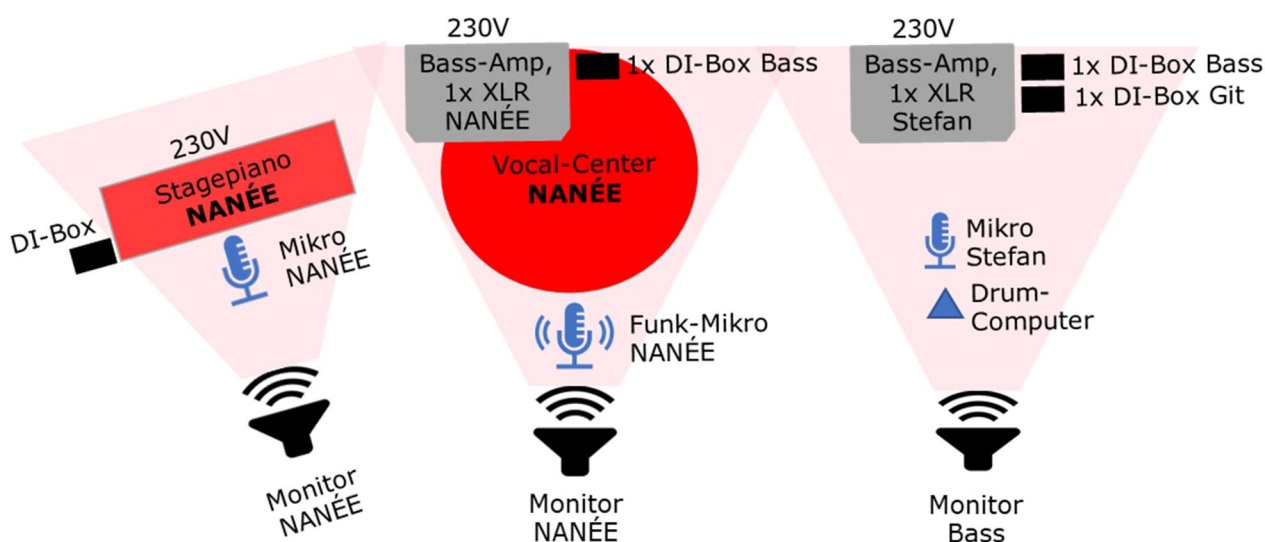 230V
Stagepiano
NANÉE
DI-Box
Mikro
NANÉE
Monitor
NANÉE
230V
Bass-Amp,
1x XLR
NANÉE
1x DI-Box Bass
Vocal-Center
NANÉE
Funk-Mikro
NANÉE
Monitor
NANÉE
230V
Bass-Amp,
1x XLR
Stefan
1x DI-Box Bass
1x DI-Box Git
Mikro
Stefan
Drum-
Computer
Monitor
Bass